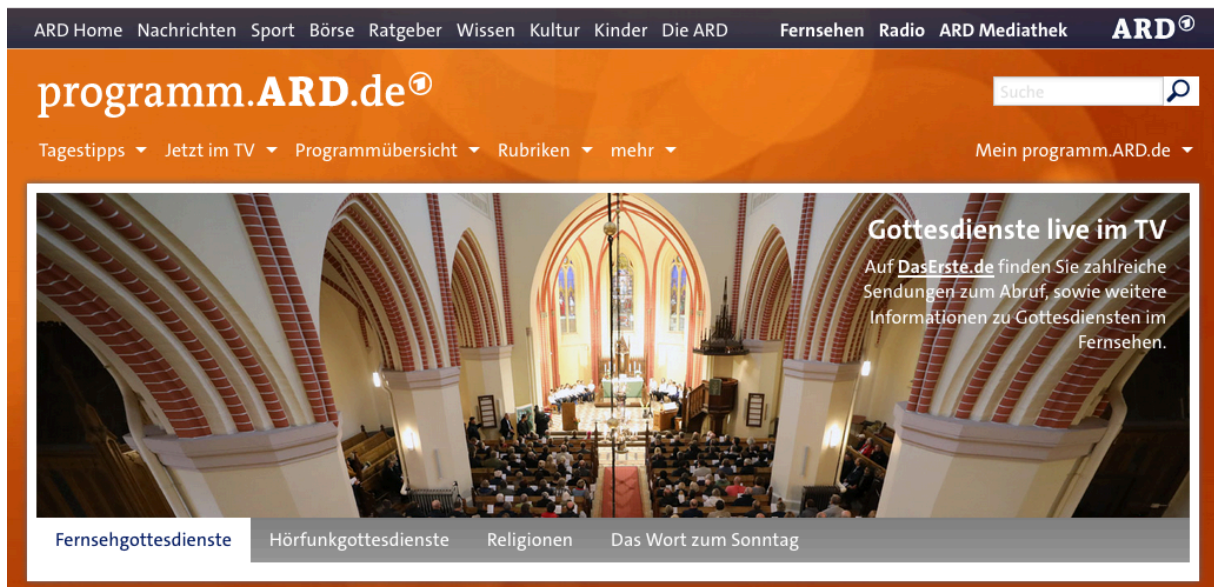 ARD Home Nachrichten Sport Börse Ratgeber Wissen Kultur Kinder Die ARD Fernsehen Radio ARD Mediathek ARD
programm.ARD.de
Suche
Tagestipps Jetzt im TV Programmübersicht Rubriken mehr Mein programm.ARD.de
Gottesdienste live im TV
Auf DasErste.de finden Sie zahlreiche
Sendungen zum Abruf, sowie weitere
Informationen zu Gottesdiensten im
Fernsehen.
Fernsehgottesdienste Hörfunkgottesdienste Religionen Das Wort zum Sonntag